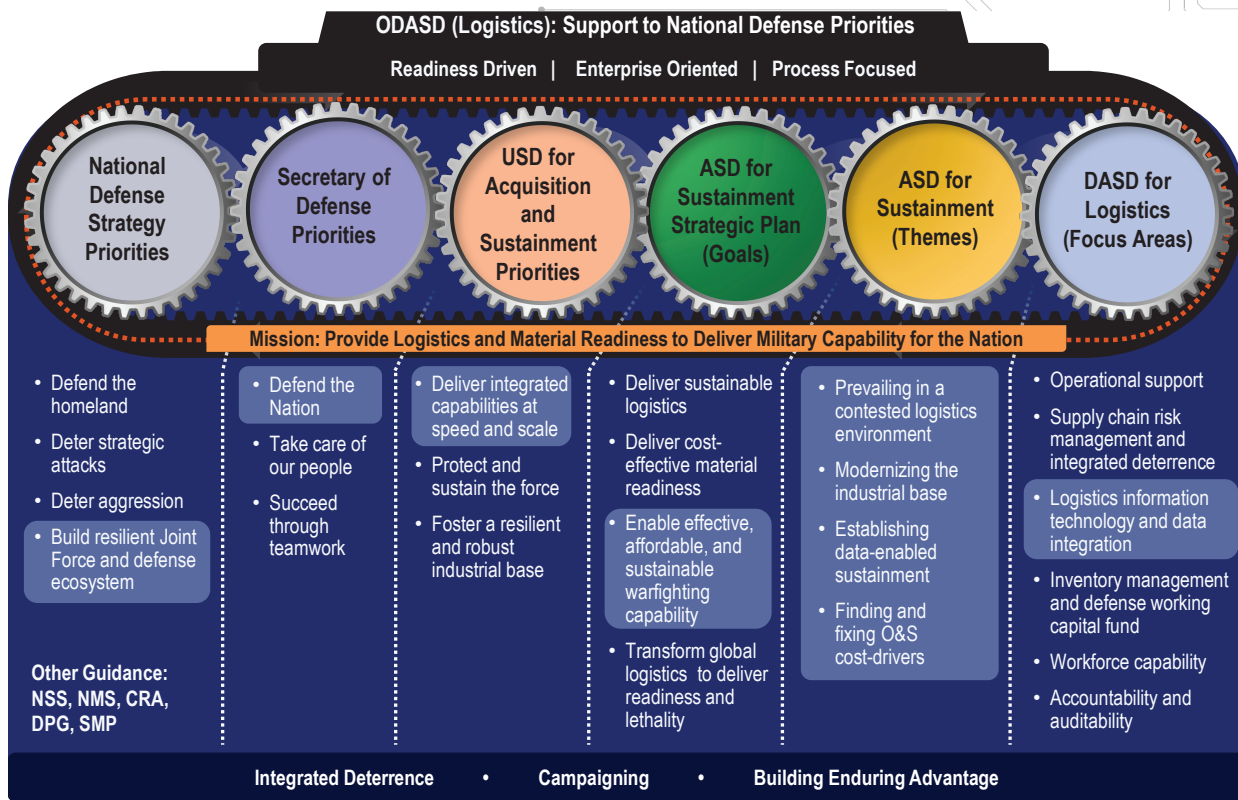 ODASD (Logistics): Support to National Defense Priorities
Readiness Driven | Enterprise Oriented | Process Focused
National
Defense
Strategy
Priorities
Secretary of
Defense
Priorities
USD for
Acquisition
and
Sustainment
Priorities
ASD for
Sustainment
Strategic Plan
(Goals)
ASD for
Sustainment
(Themes)
DASD for
Logistics
(Focus Areas)
Mission: Provide Logistics and Material Readiness to Deliver Military Capability for the Nation
• Defend the
homeland
• Deter strategic
attacks
• Deter aggression
• Build resilient Joint
Force and defense
ecosystem
Other Guidance:
NSS, NMS, CRA,
DPG, SMP
• Defend the
Nation
• Take care of
our people
• Succeed
through
teamwork
• Deliver integrated
capabilities at
speed and scale
• Protect and
sustain the force
• Foster a resilient
and robust
industrial base
• Deliver sustainable
logistics
• Deliver cost-
effective material
readiness
• Enable effective,
affordable, and
sustainable
warfighting
capability
• Transform global
logistics to deliver
readiness and
lethality
• Prevailing in a
contested logistics
environment
• Modernizing the
industrial base
• Establishing
data-enabled
sustainment
• Finding and
fixing O&S
cost-drivers
• Operational support
• Supply chain risk
management and
integrated deterrence
• Logistics information
technology and data
integration
• Inventory management
and defense working
capital fund
• Workforce capability
• Accountability and
auditability
Integrated Deterrence • Campaigning • Building Enduring Advantage